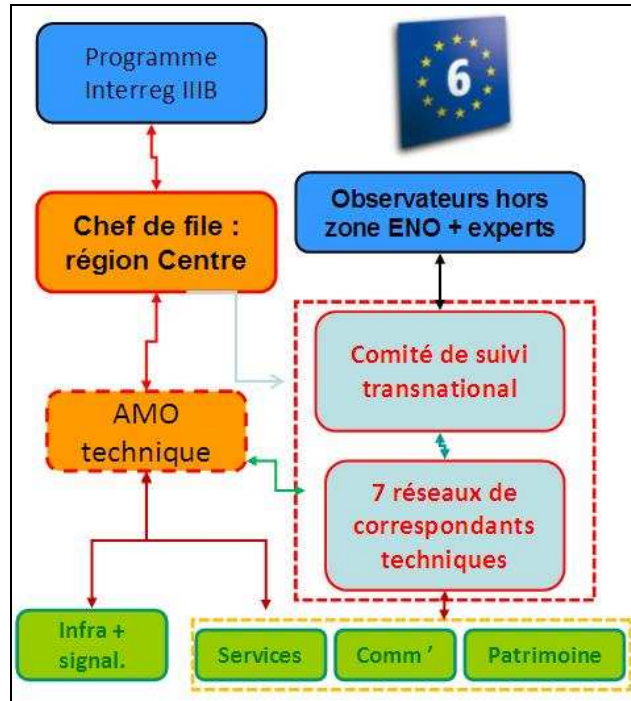 Programme
Interreg IIIB
6
Chef de file :
région Centre
Observateurs hors
zone ENO + experts
Comité de suivi
transnational
AMO
technique
7 réseaux de
correspondants
techniques
Infra +
signal.
Services
Comm '
Patrimoine